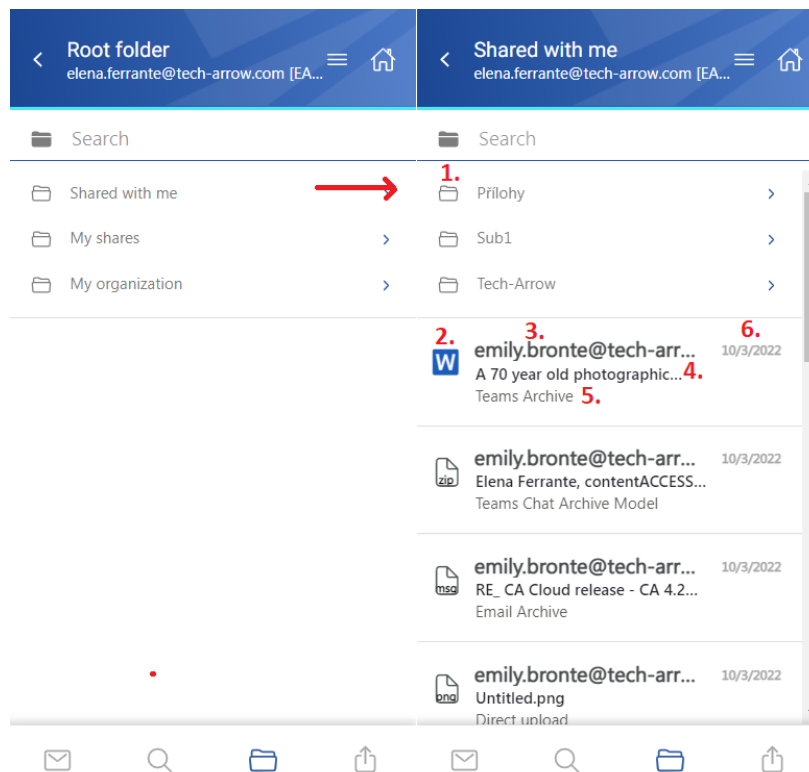 Root folder
elena.ferrante@tech-arrow.com [EA...
Search
Shared with me
My shares
My organization
Shared with me
elena.ferrante@tech-arrow.com [EA...
Search
1.
Přílohy
Sub1
Tech-Arrow
2.
3.
6.
W
emily.bronte@tech-arr...
10/3/2022
A 70 year old photographic...
4.
Teams Archive
5.
zip
emily.bronte@tech-arr...
10/3/2022
Elena Ferrante, contentACCESS...
Teams Chat Archive Model
msg
emily.bronte@tech-arr...
10/3/2022
RE_ CA Cloud release - CA 4.2...
Email Archive
png
emily.bronte@tech-arr...
10/3/2022
Untitled.png
Direct upload